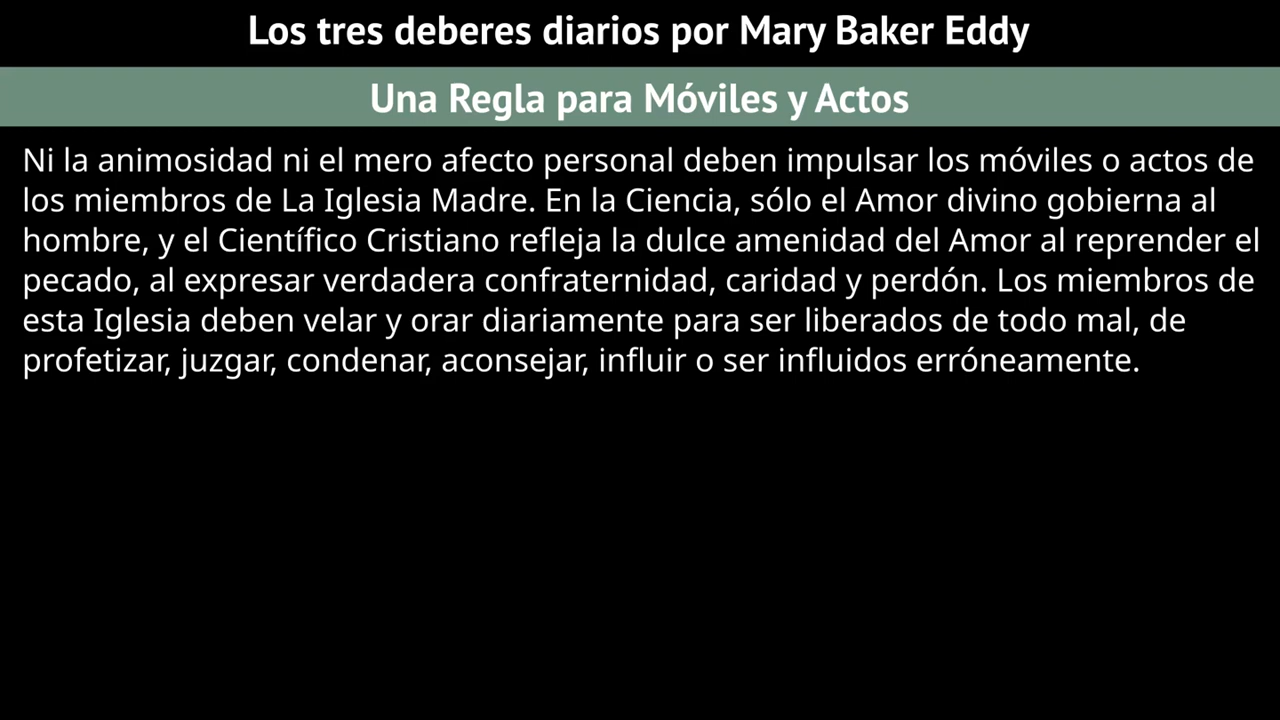 Los tres deberes diarios por Mary Baker Eddy
Una Regla para Móviles y Actos
Ni la animosidad ni el mero afecto personal deben impulsar los móviles o actos de
los miembros de La Iglesia Madre. En la Ciencia, sólo el Amor divino gobierna al
hombre, y el Científico Cristiano refleja la dulce amenidad del Amor al reprender el
pecado, al expresar verdadera confraternidad, caridad y perdón. Los miembros de
esta Iglesia deben velar y orar diariamente para ser liberados de todo mal, de
profetizar, juzgar, condenar, aconsejar, influir o ser influidos erróneamente.